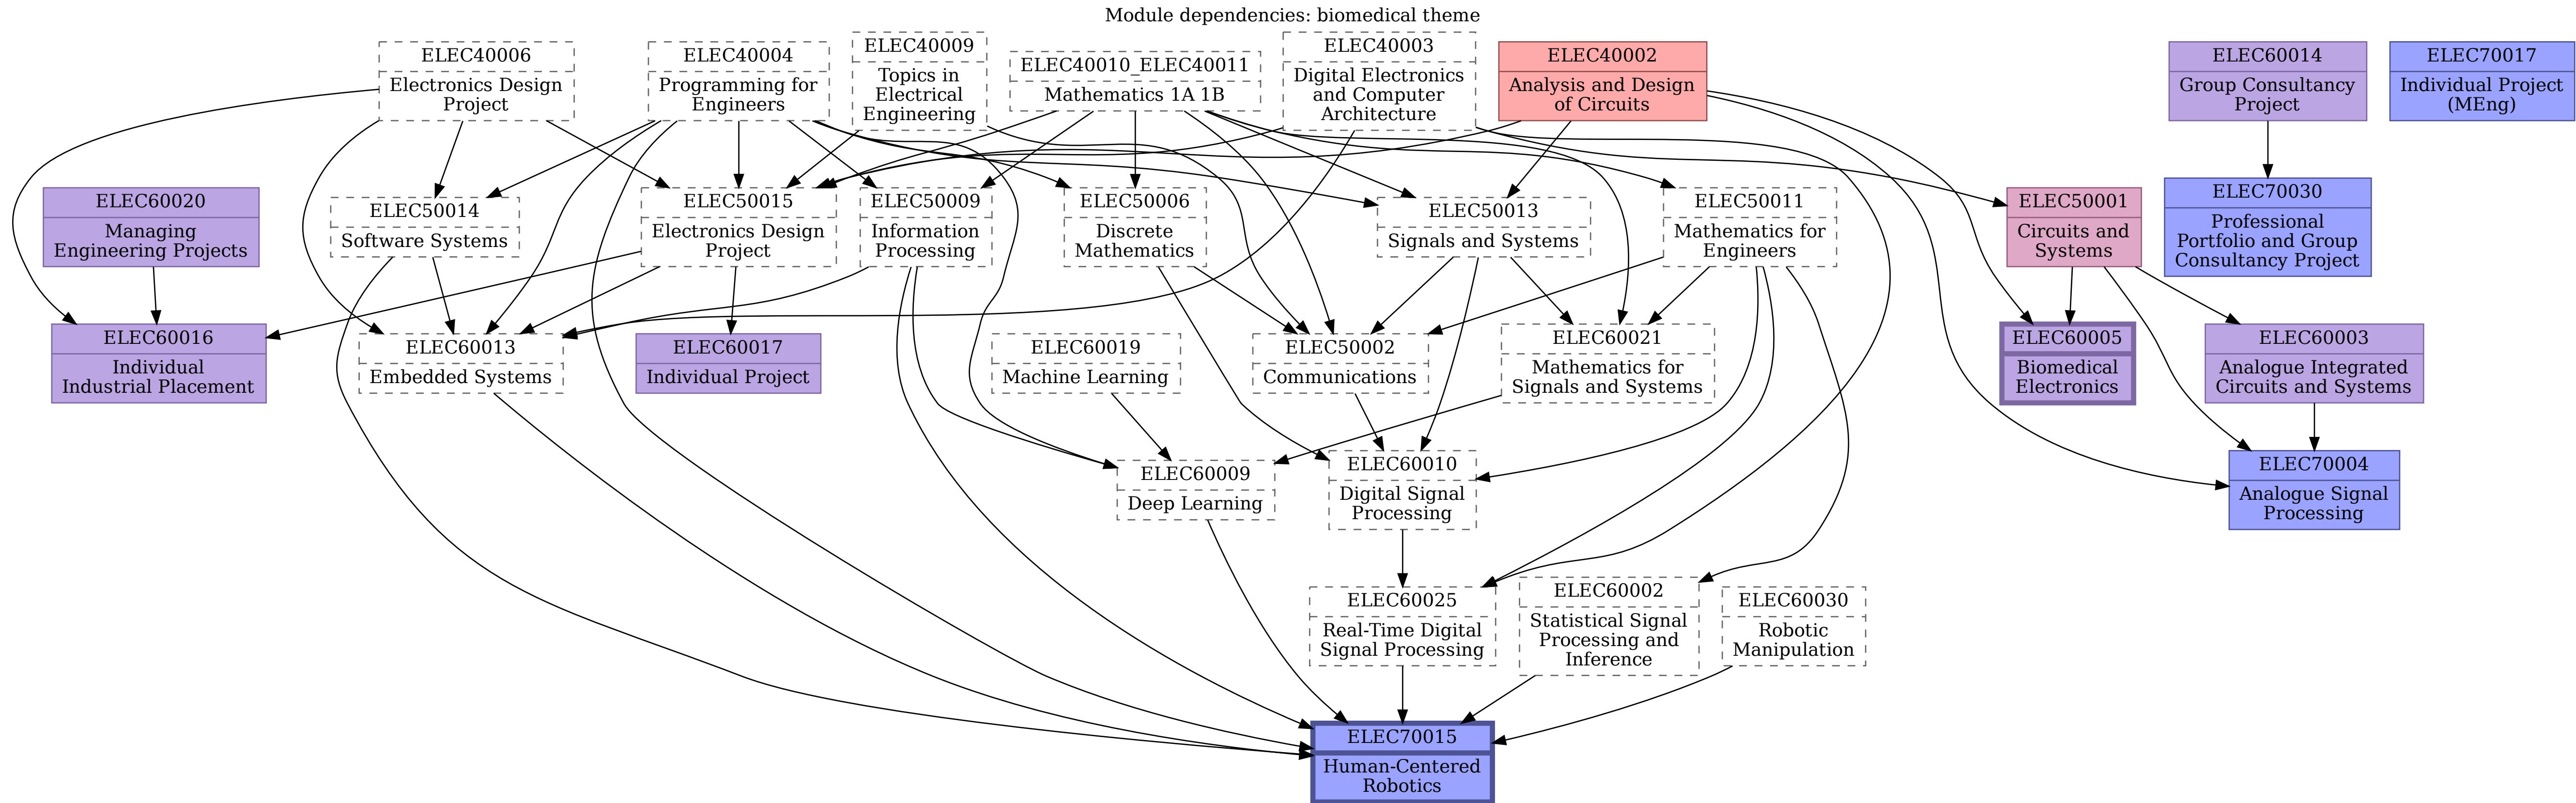 Module dependencies: biomedical theme
ELEC40006
Electronics Design
Project
ELEC40004
Programming for
Engineers
ELEC40009
Topics in
Electrical
Engineering
ELEC40010_ELEC40011
Mathematics 1A 1B
ELEC40003
Digital Electronics
and Computer
Architecture
ELEC40002
Analysis and Design
of Circuits
ELEC60014
Group Consultancy
Project
ELEC70017
Individual Project
(MEng)
ELEC60020
Managing
Engineering Projects
ELEC50014
Software Systems
ELEC50015
Electronics Design
Project
ELEC50009
Information
Processing
ELEC50006
Discrete
Mathematics
ELEC50013
Signals and Systems
ELEC50011
Mathematics for
Engineers
ELEC50001
Circuits and
Systems
ELEC70030
Professional
Portfolio and Group
Consultancy Project
ELEC60016
Individual
Industrial Placement
ELEC60013
Embedded Systems
ELEC60017
Individual Project
ELEC60019
Machine Learning
ELEC50002
Communications
ELEC60021
Mathematics for
Signals and Systems
ELEC60005
Biomedical
Electronics
ELEC60003
Analogue Integrated
Circuits and Systems
ELEC60009
Deep Learning
ELEC60010
Digital Signal
Processing
ELEC70004
Analogue Signal
Processing
ELEC60025
Real-Time Digital
Signal Processing
ELEC60002
Statistical Signal
Processing and
Inference
ELEC60030
Robotic
Manipulation
ELEC70015
Human-Centered
Robotics